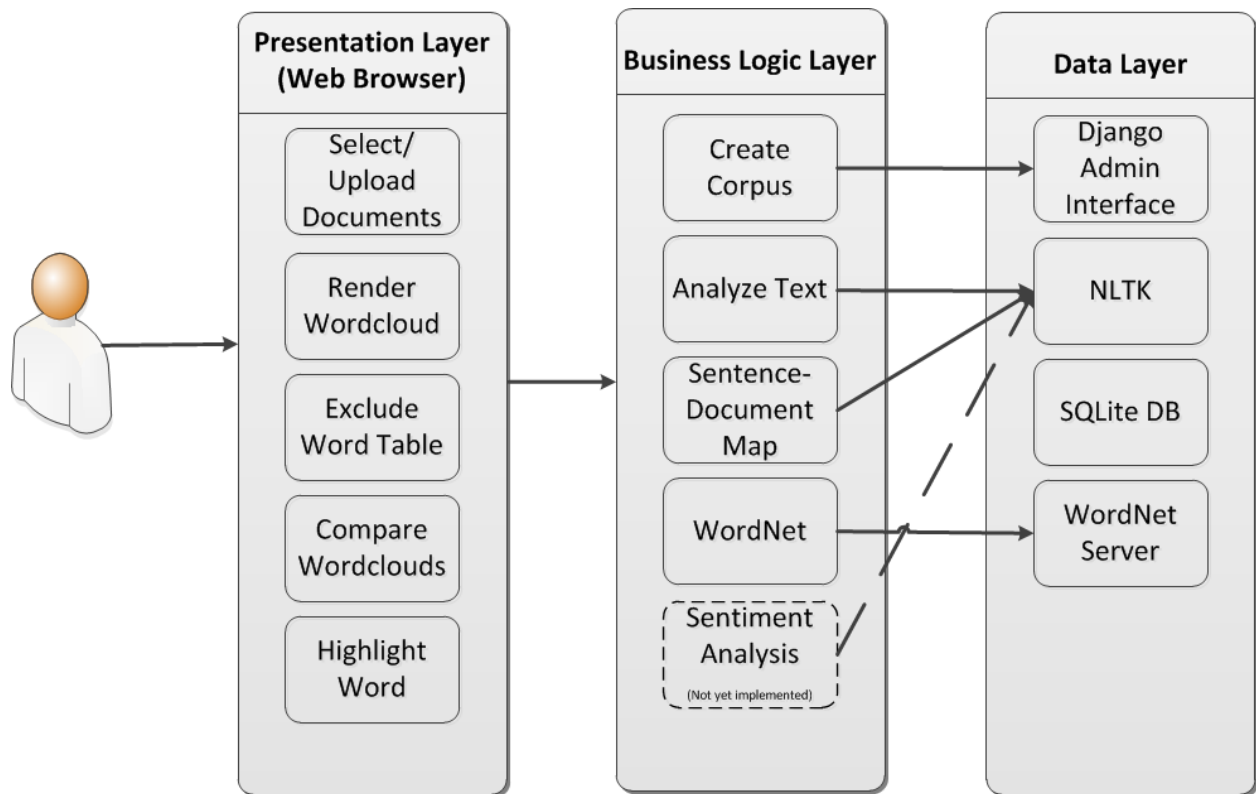 Presentation Layer
(Web Browser)
Select/
Upload
Documents
Render
Wordcloud
Exclude
Word Table
Compare
Wordclouds
Highlight
Word
Business Logic Layer
Create
Corpus
Analyze Text
Sentence-
Document
Map
WordNet
Sentiment
Analysis
(Not yet implemented)
Data Layer
Django
Admin
Interface
NLTK
SQLite DB
WordNet
Server